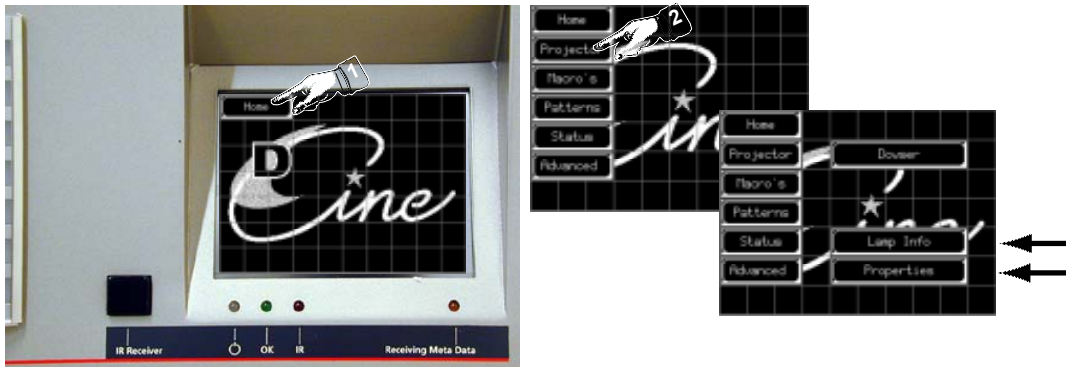 1
Home
D
Cine
IR Receiver
OK
IR
Receiving Meta Data
2
Home
Projector
Macro's
Patterns
Status
Advanced
Cine
Home
Projector
Dowser
Macro's
Patterns
Status
Lamp Info
Advanced
Properties